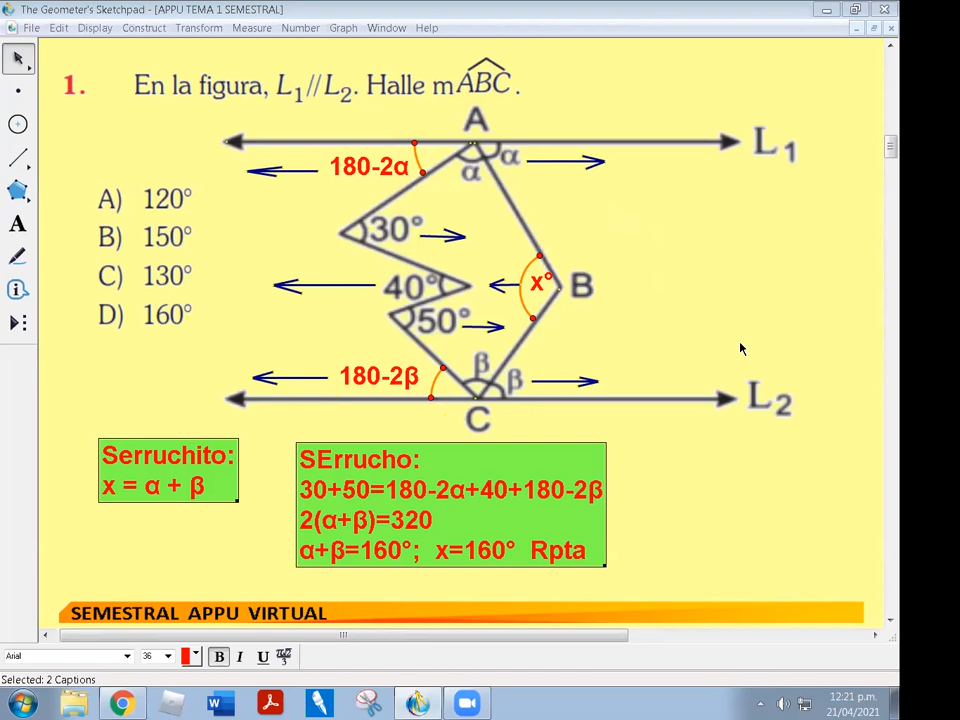 The Geometer's Sketchpad - [APPU TEMA 1 SEMESTRAL]
File Edit Display Construct Transform Measure Number Graph Window Help
1. En la figura, L₁//L₂. Halle mABC.
A
L₁
180-2α
α
α
A) 120°
30°
B) 150°
40°
x°
B
C) 130°
50°
D) 160°
180-2β
β
β
L₂
C
Serruchito:
x = α + β
SErrucho:
30+50=180-2α+40+180-2β
2(α+β)=320
α+β=160°; x=160° Rpta
SEMESTRAL APPU VIRTUAL
Arial 36 B I U
Selected: 2 Captions
12:21 p.m.
21/04/2021